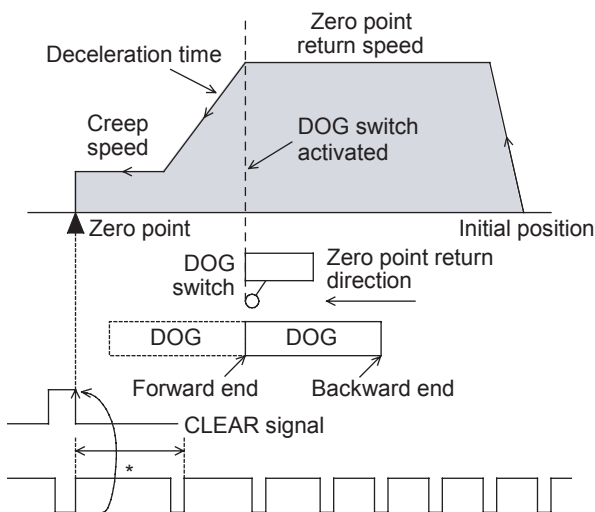 Zero point
return speed
Deceleration time
Creep
speed
DOG switch
activated
Zero point
Initial position
DOG
switch
Zero point return
direction
DOG
DOG
Forward end
Backward end
CLEAR signal
*